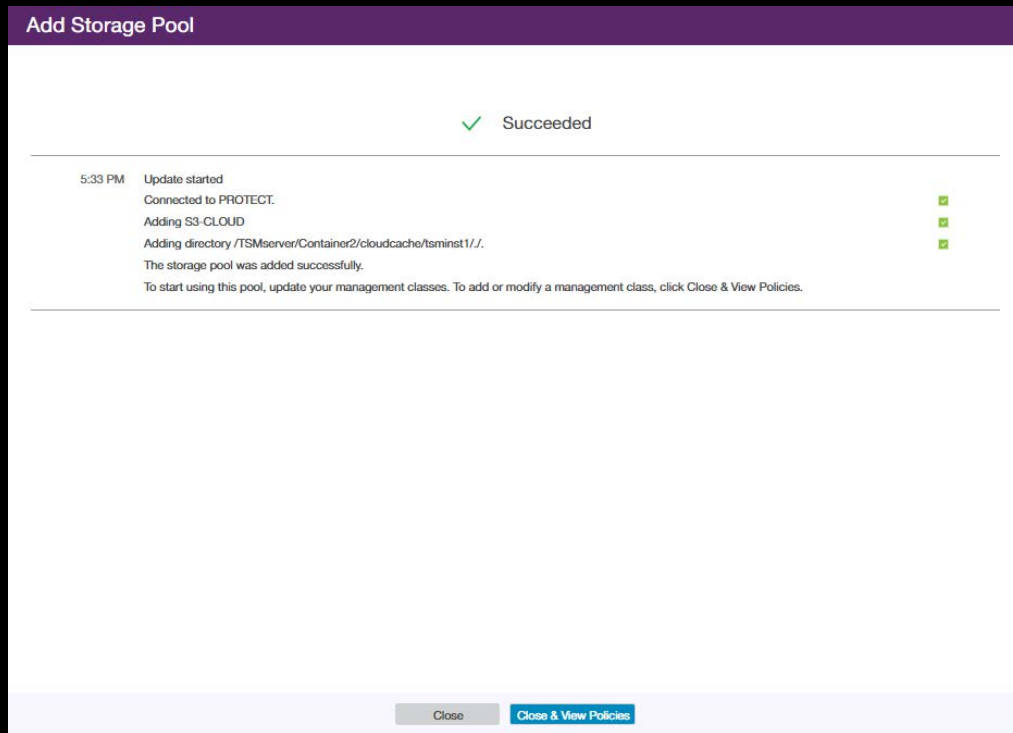 Add Storage Pool
Succeeded
5:33 PM Update started
Connected to PROTECT.
Adding S3-CLOUD
Adding directory /TSMserver/Container2/cloudcache/tsminst1/./.
The storage pool was added successfully.
To start using this pool, update your management classes. To add or modify a management class, click Close & View Policies.
Close Close & View Policies